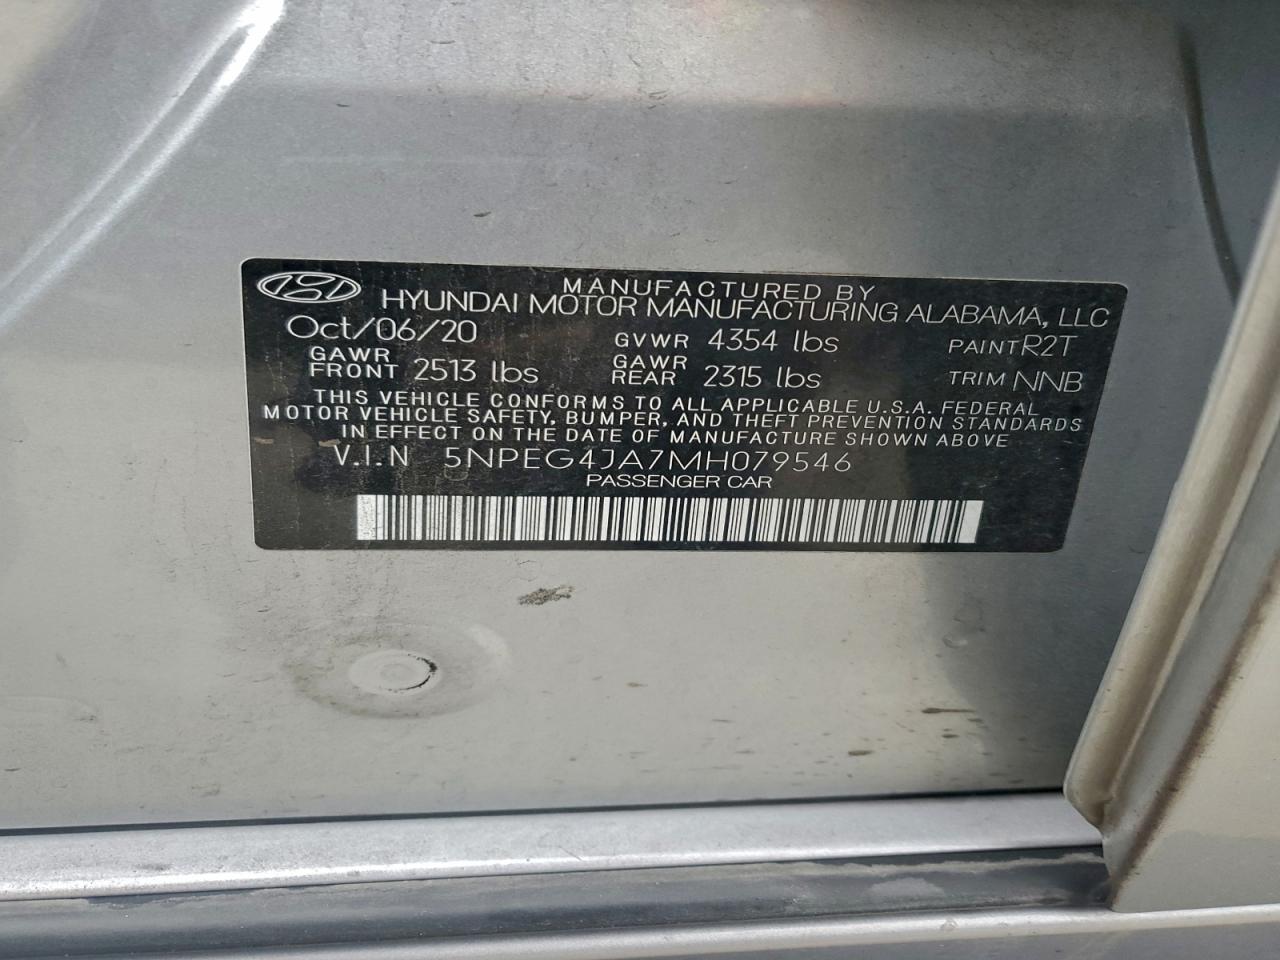 MANUFACTURED BY
HYUNDAI MOTOR MANUFACTURING ALABAMA, LLC
Oct/06/20 GVWR 4354 lbs PAINT R2T
GAWR FRONT 2513 lbs GAWR REAR 2315 lbs TRIM NNB
THIS VEHICLE CONFORMS TO ALL APPLICABLE U.S.A. FEDERAL
MOTOR VEHICLE SAFETY, BUMPER, AND THEFT PREVENTION STANDARDS
IN EFFECT ON THE DATE OF MANUFACTURE SHOWN ABOVE
V.I.N 5NPEG4JA7MH079546
PASSENGER CAR